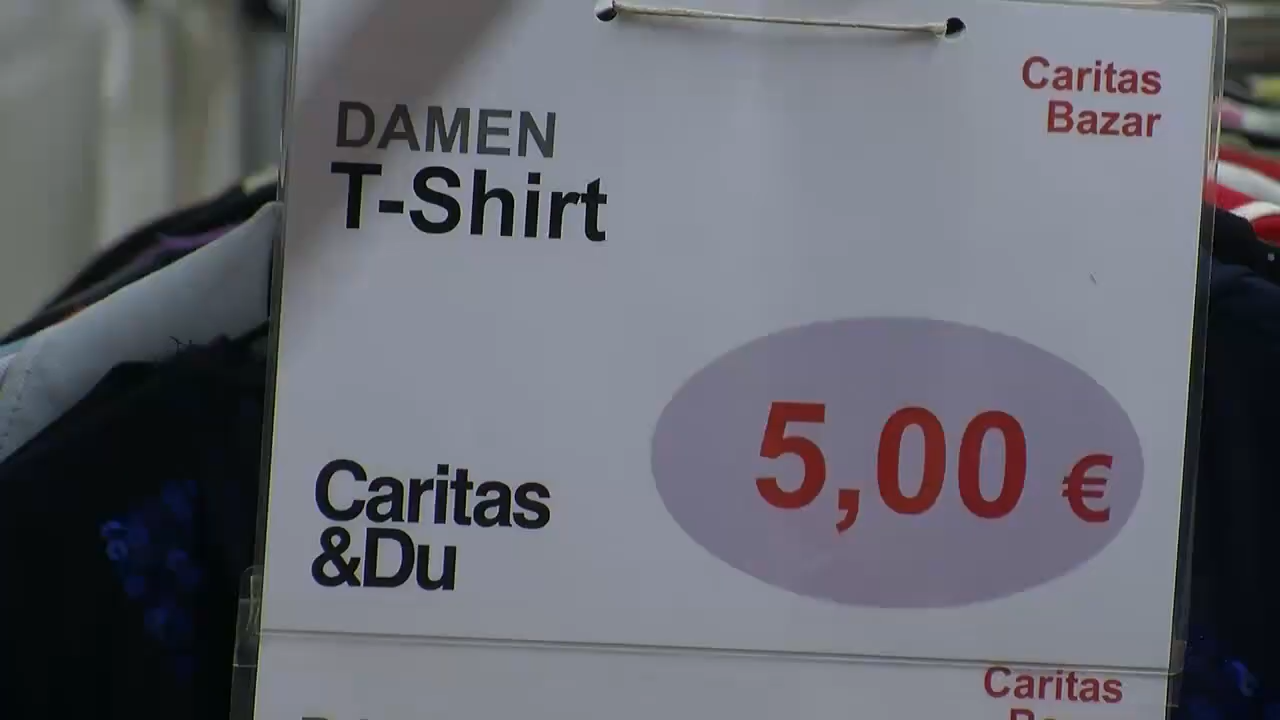 Caritas
Bazar
DAMEN
T-Shirt
5,00 €
Caritas
&Du
Caritas